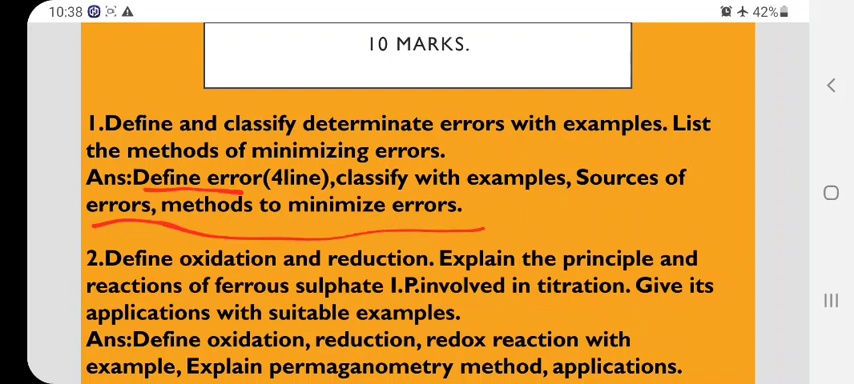 10:38
42%
10 MARKS.
1.Define and classify determinate errors with examples. List
the methods of minimizing errors.
Ans:Define error(4line),classify with examples, Sources of
errors, methods to minimize errors.
2.Define oxidation and reduction. Explain the principle and
reactions of ferrous sulphate I.P.involved in titration. Give its
applications with suitable examples.
Ans:Define oxidation, reduction, redox reaction with
example, Explain permaganometry method, applications.